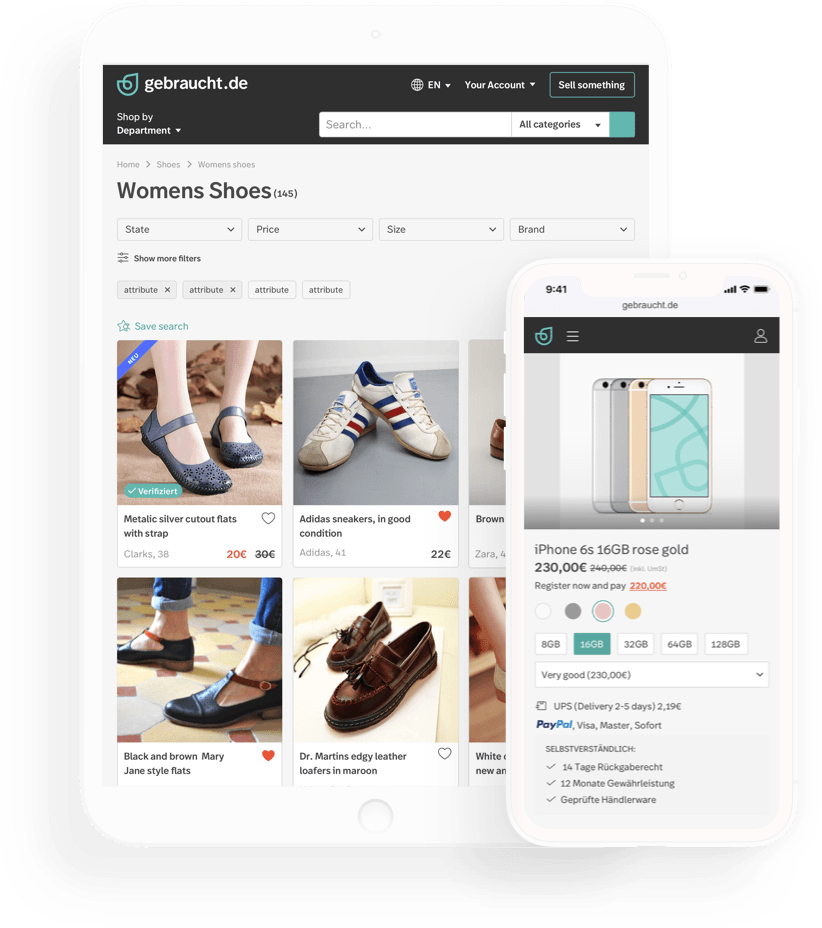 gebraucht.de
EN
Your Account
Sell something
Shop by
Department
Search...
All categories
Home > Shoes > Womens shoes
Womens Shoes (145)
State
Price
Size
Brand
Show more filters
attribute ×
attribute ×
attribute
attribute
Save search
NEU
Verifiziert
Metalic silver cutout flats
with strap
Clarks, 38
20€ 30€
Adidas sneakers, in good
condition
Adidas, 41
22€
Brown
Zara, 4
Black and brown Mary
Jane style flats
Dr. Martins edgy leather
loafers in maroon
White
new an
9:41
gebraucht.de
iPhone 6s 16GB rose gold
230,00€ 240,00€ (inkl. UmSt)
Register now and pay 220,00€
8GB
16GB
32GB
64GB
128GB
Very good (230,00€)
UPS (Delivery 2-5 days) 2,19€
PayPal, Visa, Master, Sofort
SELBSTVERSTÄNDLICH:
14 Tage Rückgaberecht
12 Monate Gewährleistung
Geprüfte Händlerware